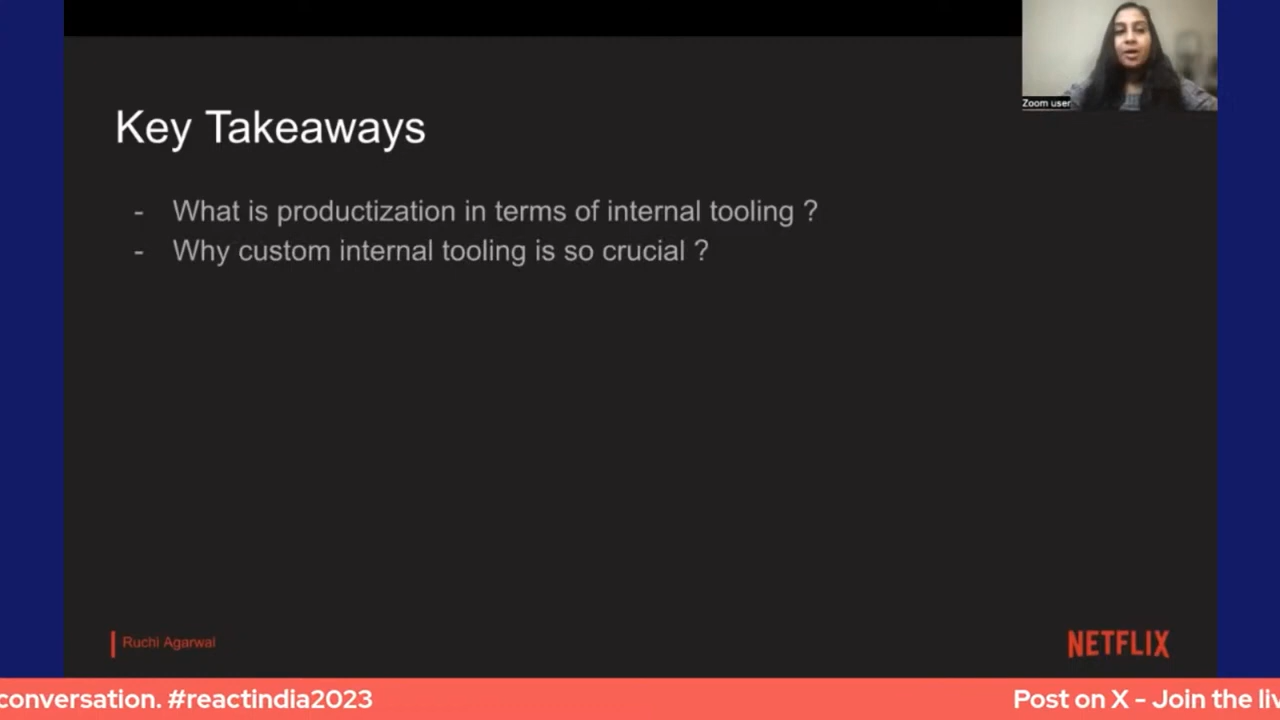 Zoom user
Key Takeaways
- What is productization in terms of internal tooling ?
- Why custom internal tooling is so crucial ?
Ruchi Agarwal
NETFLIX
conversation. #reactindia2023
Post on X - Join the liv